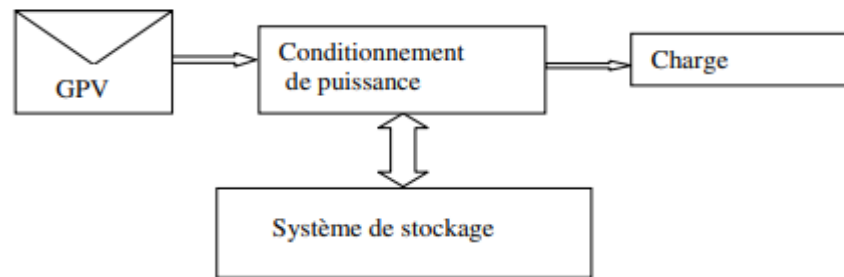 GPV
Conditionnement
de puissance
Charge
Système de stockage